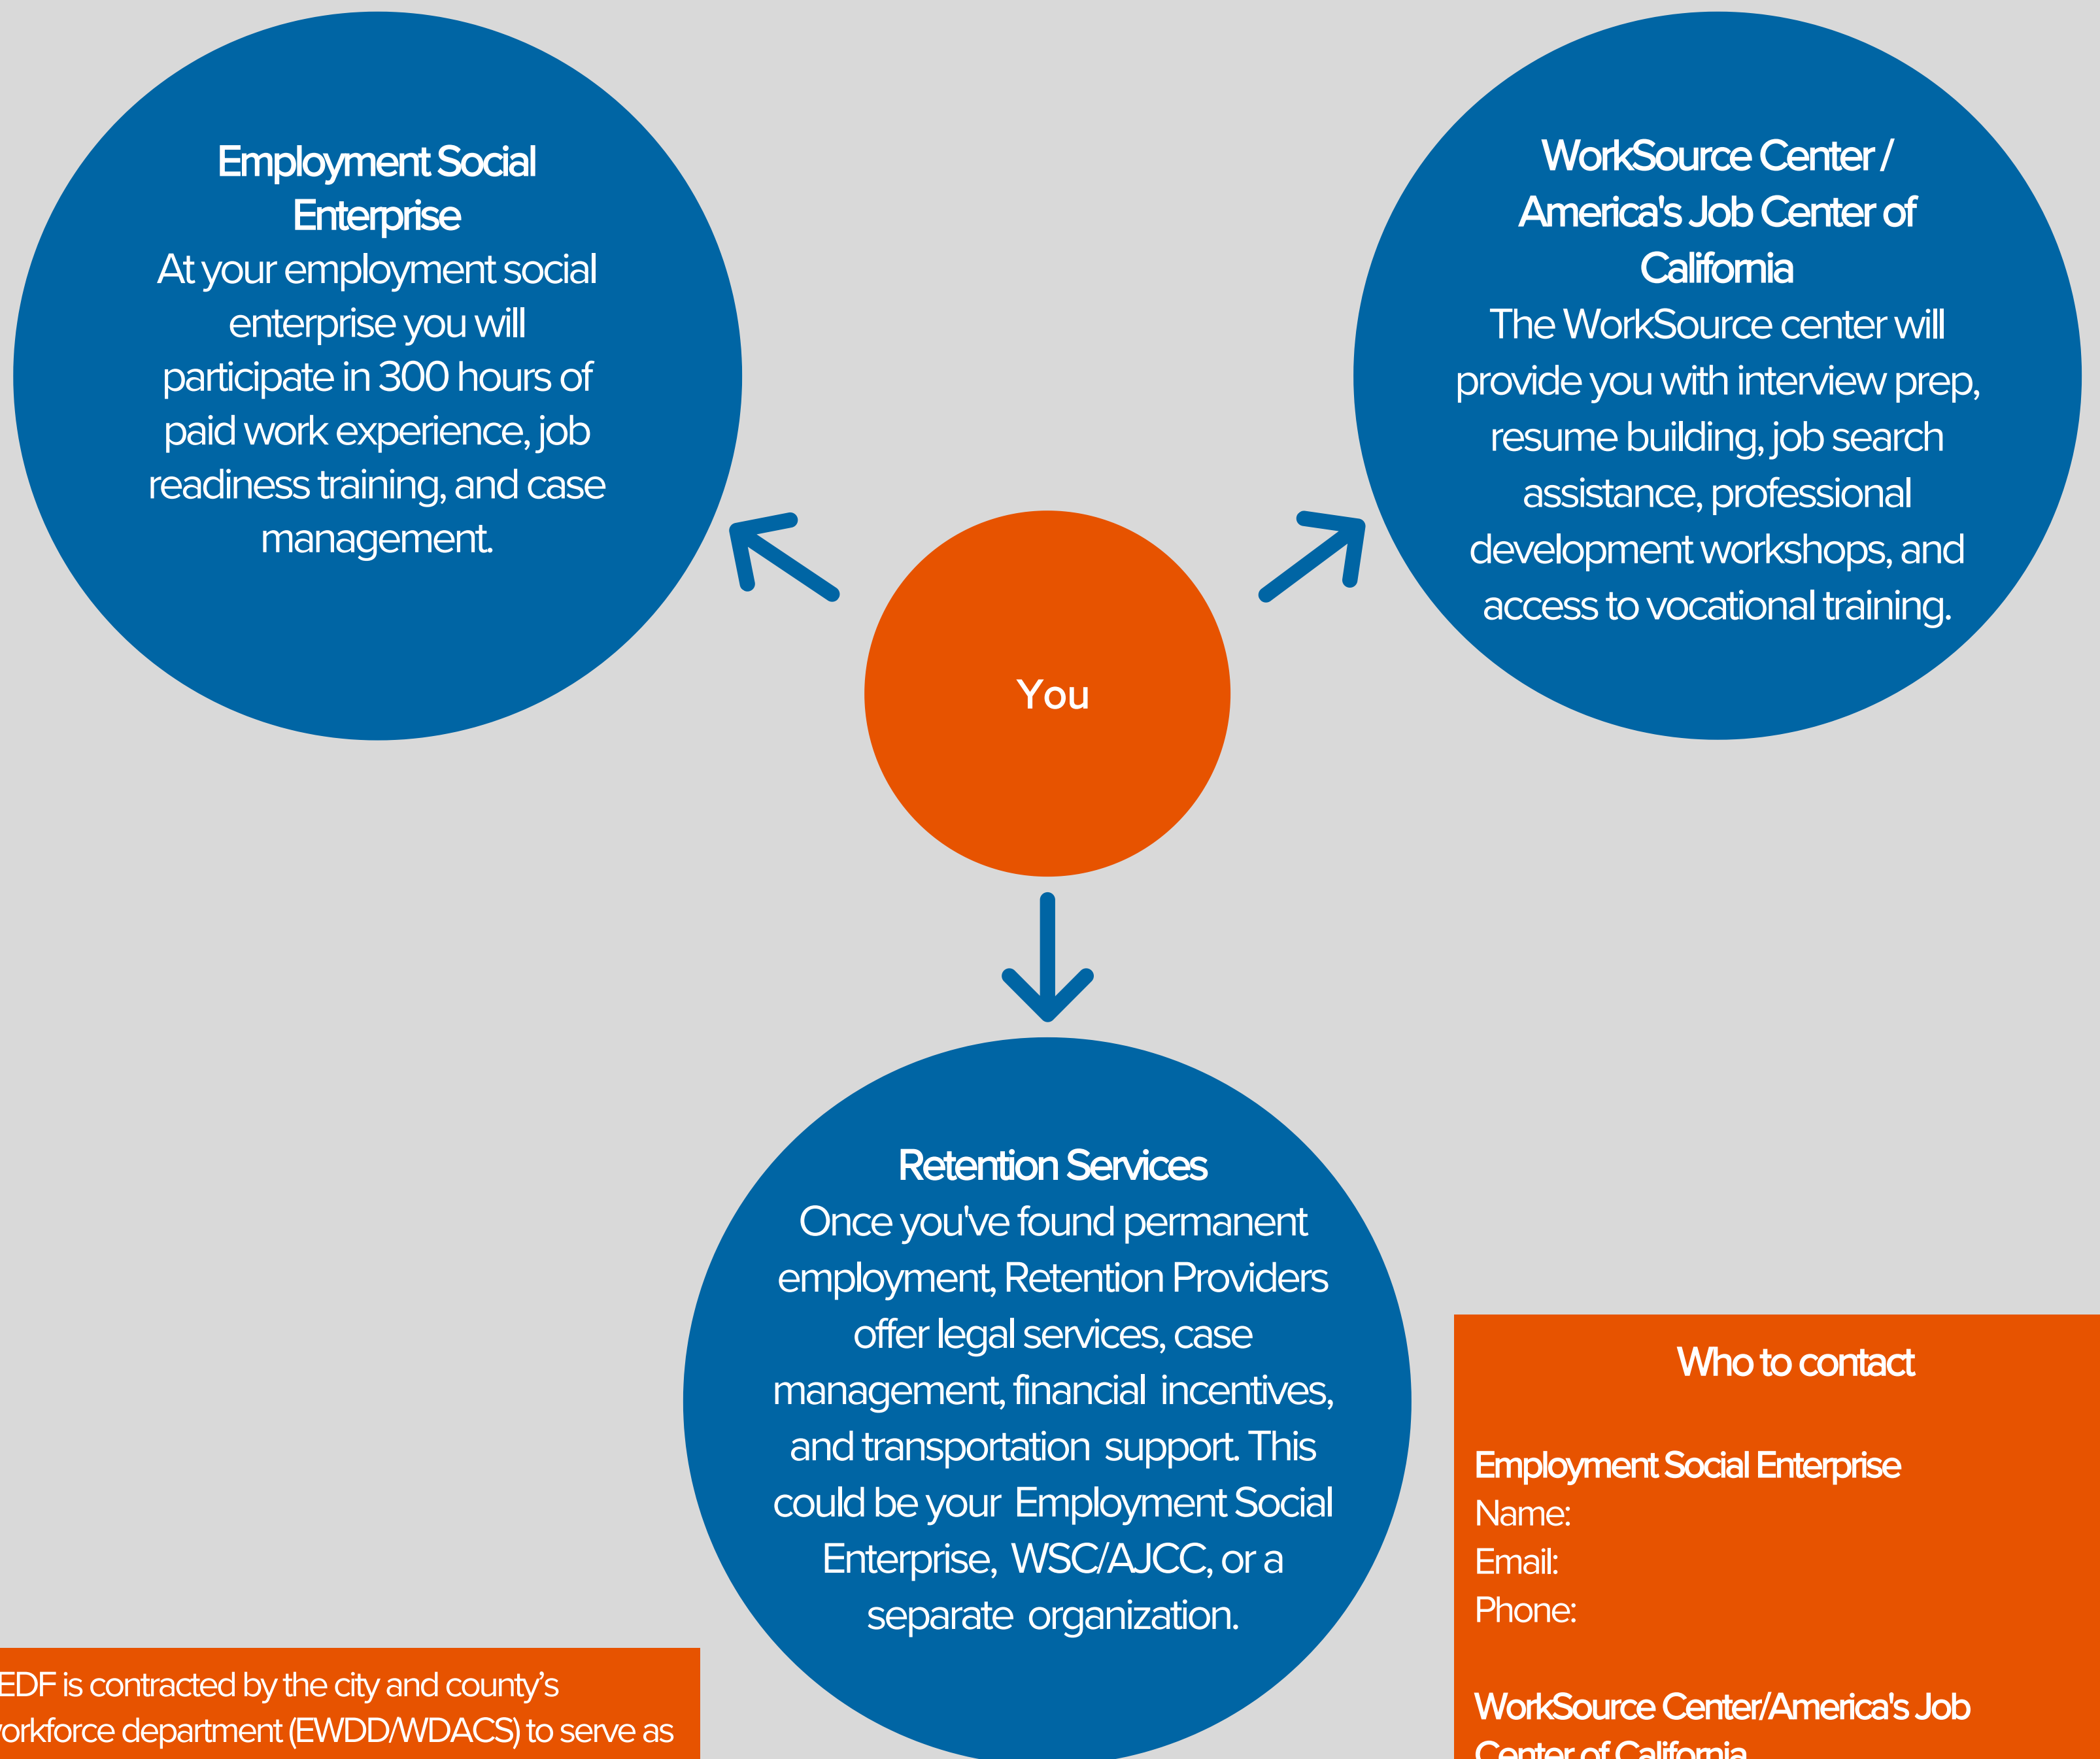 Employment Social
Enterprise
At your employment social
enterprise you will
participate in 300 hours of
paid work experience, job
readiness training, and case
management.
WorkSource Center /
America's Job Center of
California
The WorkSource center will
provide you with interview prep,
resume building, job search
assistance, professional
development workshops, and
access to vocational training.
You
Retention Services
Once you've found permanent
employment, Retention Providers
offer legal services, case
management, financial incentives,
and transportation support. This
could be your Employment Social
Enterprise, WSC/AJCC, or a
separate organization.
EDF is contracted by the city and county’s
workforce department (EWDD/WDACS) to serve as
Who to contact
Employment Social Enterprise
Name:
Email:
Phone:
WorkSource Center/America's Job
Center of California